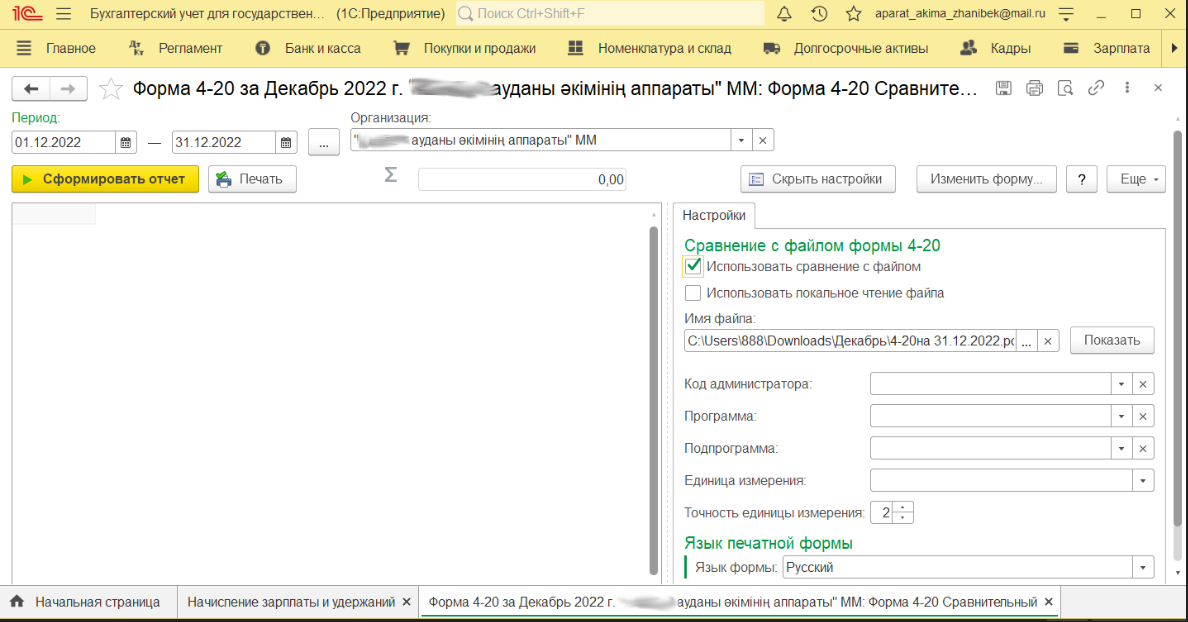 1С Бухгалтерский учет для государствен... (1С:Предприятие) Поиск Ctrl+Shift+F aparat_akima_zhanibek@mail.ru
Главное Дт Кт Регламент Банк и касса Покупки и продажи Номенклатура и склад Долгосрочные активы Кадры Зарплата
Форма 4-20 за Декабрь 2022 г. " ауданы әкімінің аппараты" ММ: Форма 4-20 Сравните...
Период: Организация:
01.12.2022 — 31.12.2022 ... " ауданы әкімінің аппараты" ММ
Сформировать отчет Печать Σ 0,00 Скрыть настройки Изменить форму... ? Еще
Настройки
Сравнение с файлом формы 4-20
Использовать сравнение с файлом
Использовать локальное чтение файла
Имя файла:
C:\Users\888\Downloads\Декабрь\4-20на 31.12.2022.рс ... Показать
Код администратора:
Программа:
Подпрограмма:
Единица измерения:
Точность единицы измерения: 2
Язык печатной формы
Язык формы: Русский
Начальная страница Начисление зарплаты и удержаний Форма 4-20 за Декабрь 2022 г. ауданы әкімінің аппараты" ММ: Форма 4-20 Сравнительный